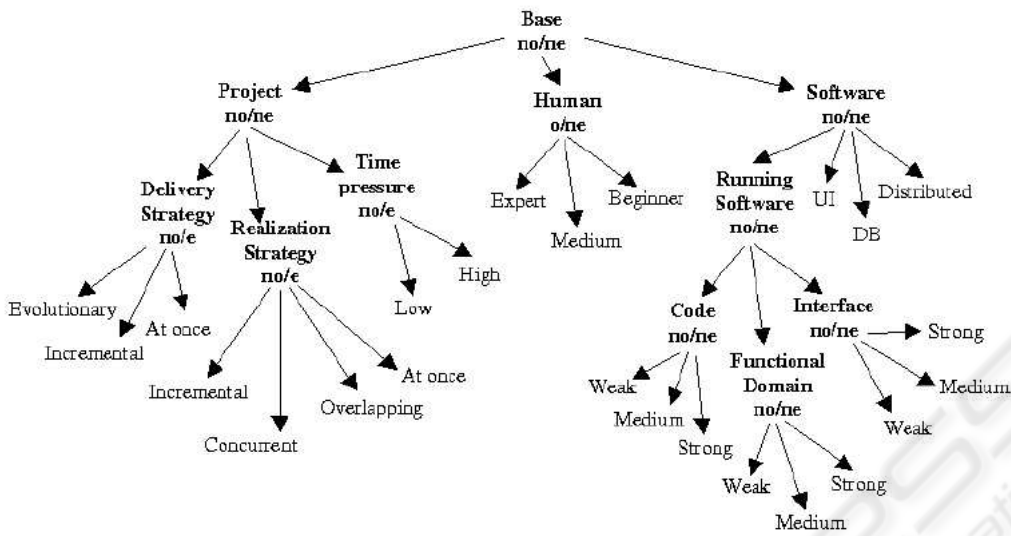 Base
no/ne
Project
no/ne
Human
o/ne
Software
no/ne
Delivery
Strategy
no/e
Realization
Strategy
no/e
Time
pressure
no/e
Expert
Medium
Beginner
Running
Software
no/ne
UI
DB
Distributed
Evolutionary
Incremental
At once
Incremental
Concurrent
Overlapping
At once
Low
High
Code
no/ne
Functional
Domain
no/ne
Interface
no/ne
Weak
Medium
Strong
Weak
Medium
Strong
Strong
Medium
Weak